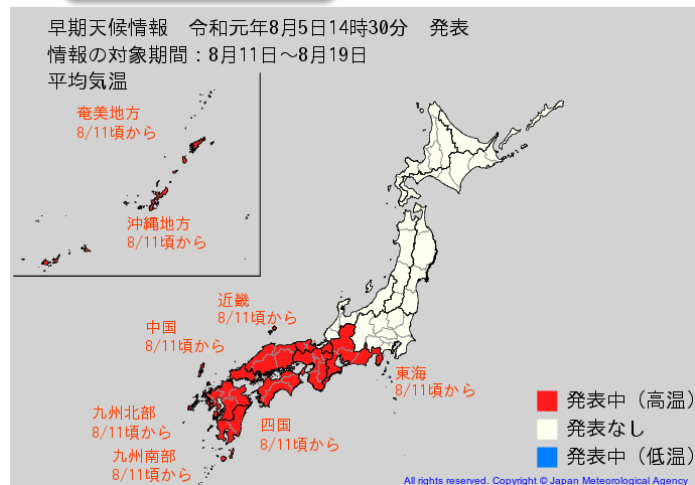 早期天候情報　令和元年8月5日14時30分　発表
情報の対象期間：8月11日～8月19日
平均気温
奄美地方
8/11頃から
沖縄地方
8/11頃から
近畿
8/11頃から
中国
8/11頃から
東海
8/11頃から
九州北部
8/11頃から
四国
8/11頃から
九州南部
8/11頃から
発表中（高温）
発表なし
発表中（低温）
All rights reserved. Copyright © Japan Meteorological Agency